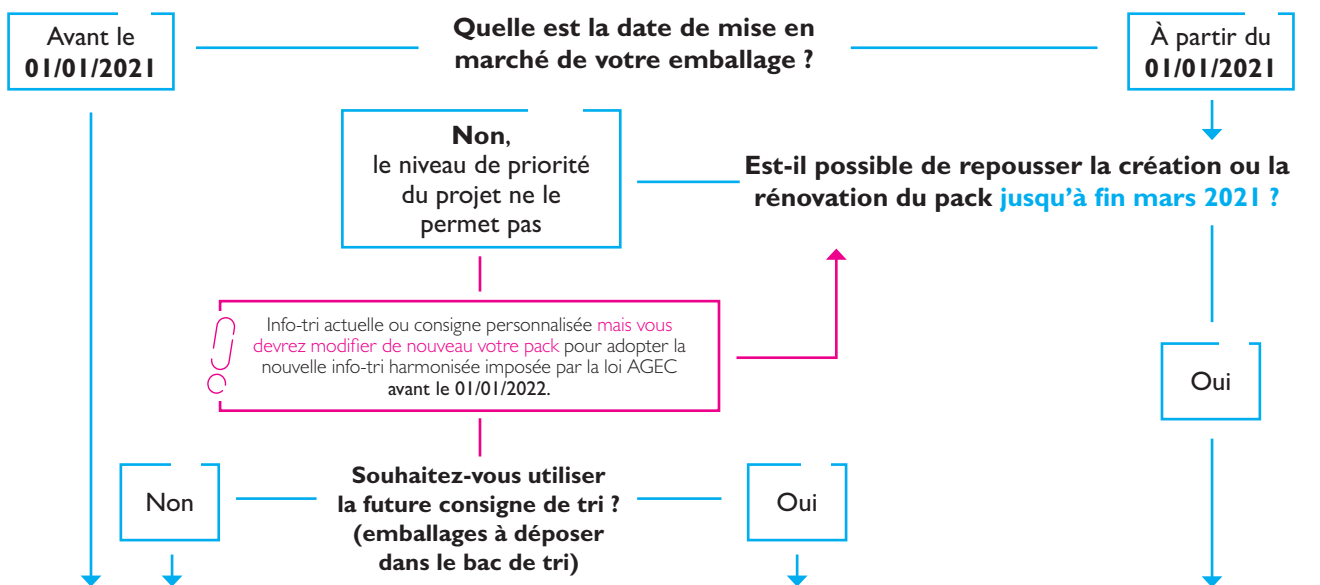 Avant le
01/01/2021
Quelle est la date de mise en
marché de votre emballage ?
À partir du
01/01/2021
Non,
le niveau de priorité
du projet ne le
permet pas
Est-il possible de repousser la création ou la
rénovation du pack jusqu’à fin mars 2021 ?
Info-tri actuelle ou consigne personnalisée mais vous
devrez modifier de nouveau votre pack pour adopter la
nouvelle info-tri harmonisée imposée par la loi AGEC
avant le 01/01/2022.
Oui
Non
Souhaitez-vous utiliser
la future consigne de tri ?
(emballages à déposer
dans le bac de tri)
Oui